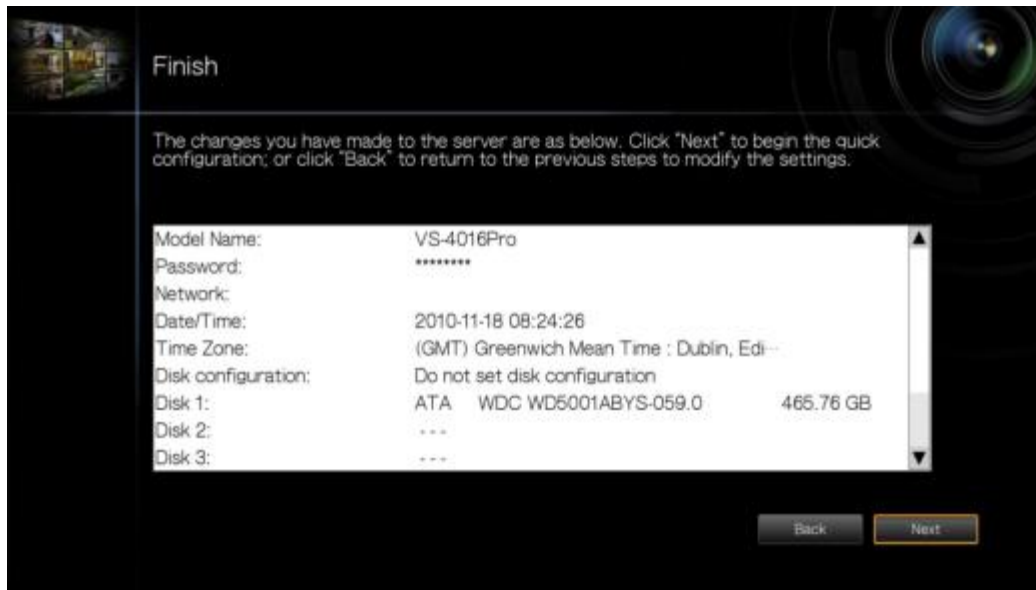 Finish
The changes you have made to the server are as below. Click "Next" to begin the quick
configuration; or click "Back" to return to the previous steps to modify the settings.
Model Name: VS-4016Pro
Password: ********
Network:
Date/Time: 2010-11-18 08:24:26
Time Zone: (GMT) Greenwich Mean Time : Dublin, Edi...
Disk configuration: Do not set disk configuration
Disk 1: ATA WDC WD5001ABYS-059.0 465.76 GB
Disk 2: ---
Disk 3: ---
Back Next